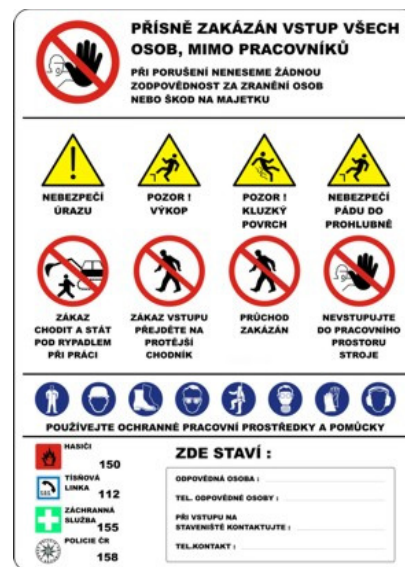 PŘÍSNĚ ZAKÁZÁN VSTUP VŠECH
OSOB, MIMO PRACOVNÍKŮ
PŘI PORUŠENÍ NENESEME ŽÁDNOU
ZODPOVĚDNOST ZA ZRANĚNÍ OSOB
NEBO ŠKOD NA MAJETKU
NEBEZPEČÍ
ÚRAZU
POZOR !
VÝKOP
POZOR !
KLUZKÝ
POVRCH
NEBEZPEČÍ
PÁDU DO
PROHLUBNĚ
ZÁKAZ
CHODIT A STÁT
POD RYPADLEM
PŘI PRÁCI
ZÁKAZ VSTUPU
PŘEJDĚTE NA
PROTĚJŠÍ
CHODNÍK
PRŮCHOD
ZAKÁZÁN
NEVSTUPUJTE
DO PRACOVNÍHO
PROSTORU
STROJE
POUŽÍVEJTE OCHRANNÉ PRACOVNÍ PROSTŘEDKY A POMŮCKY
HASIČI
150
TÍSŇOVÁ
LINKA
112
SOS
ZÁCHRANNÁ
SLUŽBA
155
POLICIE ČR
158
ZDE STAVÍ :
ODPOVĚDNÁ OSOBA :
TEL. ODPOVĚDNÉ OSOBY :
PŘI VSTUPU NA
STAVENIŠTĚ KONTAKTUJTE :
TEL.KONTAKT :